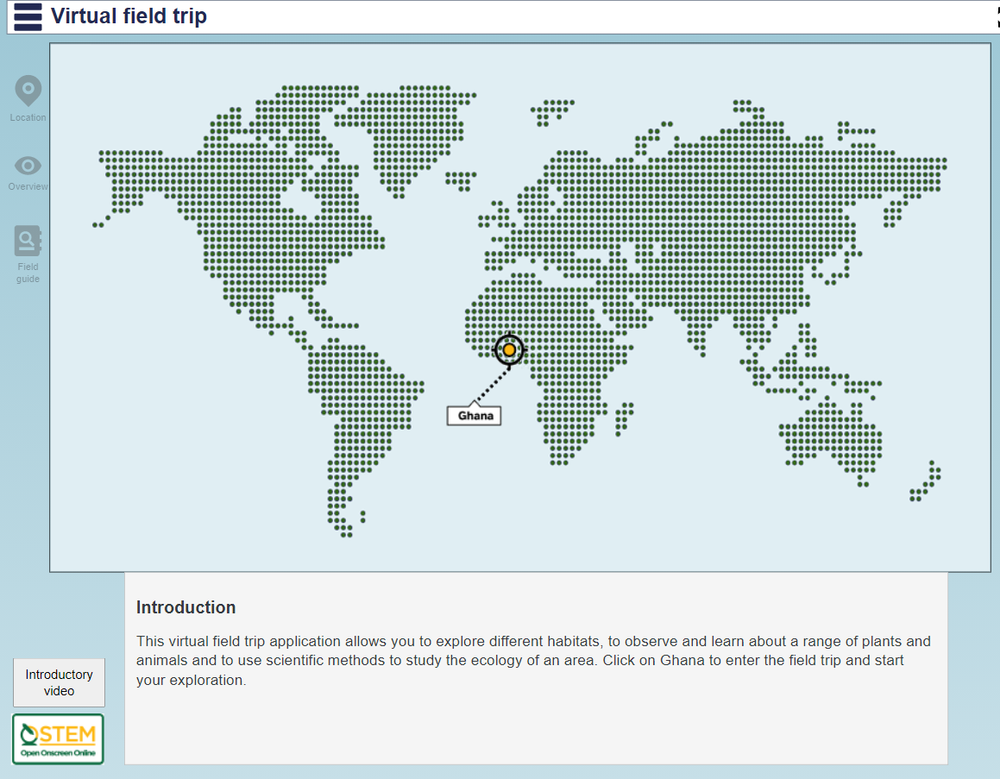 Virtual field trip
Location
Overview
Field
guide
Ghana
Introduction
This virtual field trip application allows you to explore different habitats, to observe and learn about a range of plants and
animals and to use scientific methods to study the ecology of an area. Click on Ghana to enter the field trip and start
your exploration.
Introductory
video
OSTEM
Open Onscreen Online